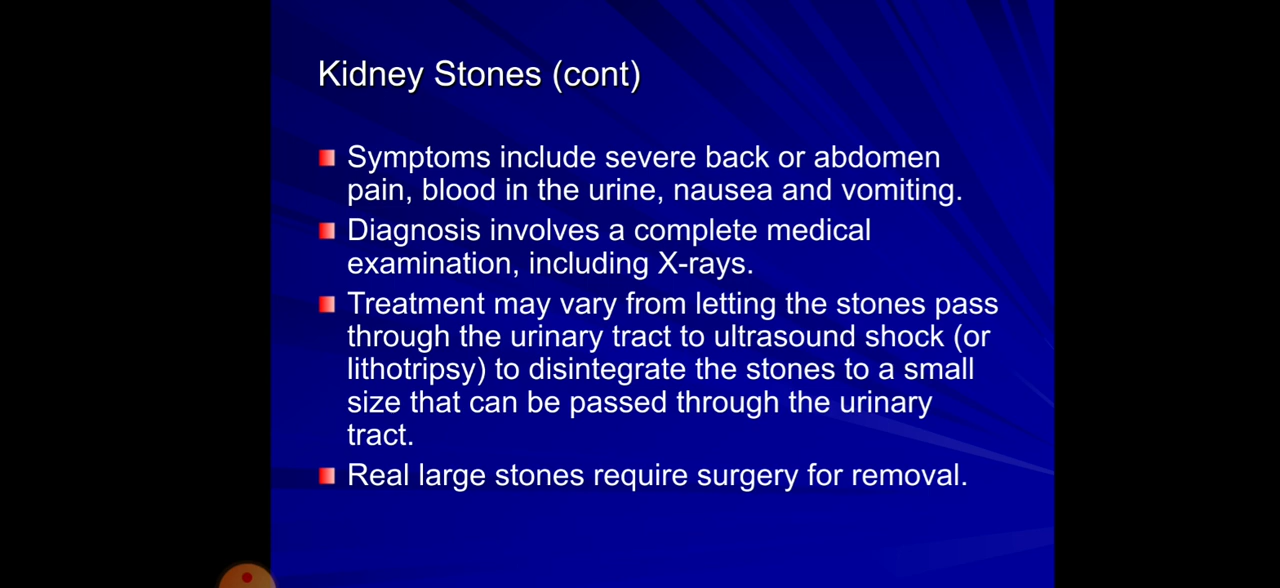 Kidney Stones (cont)
Symptoms include severe back or abdomen
pain, blood in the urine, nausea and vomiting.
Diagnosis involves a complete medical
examination, including X-rays.
Treatment may vary from letting the stones pass
through the urinary tract to ultrasound shock (or
lithotripsy) to disintegrate the stones to a small
size that can be passed through the urinary
tract.
Real large stones require surgery for removal.